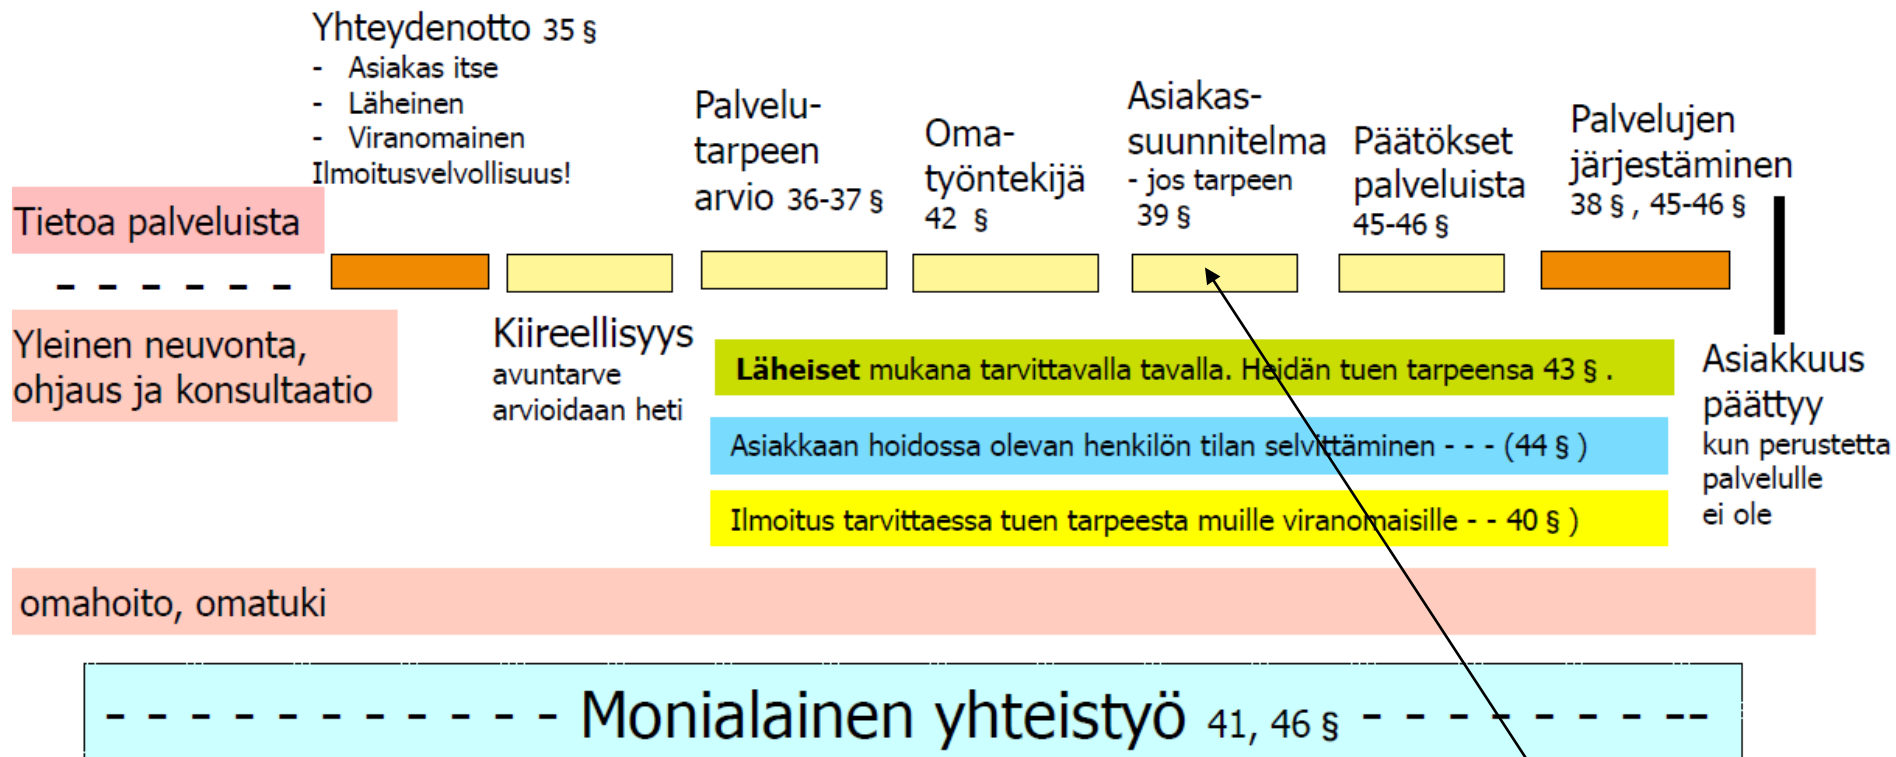 Yhteydenotto 35 §
- Asiakas itse
- Läheinen
- Viranomainen
Ilmoitusvelvollisuus!
Palvelu-
tarpeen
arvio 36-37 §
Oma-
työntekijä
42 §
Asiakas-
suunnitelma
- jos tarpeen
39 §
Päätökset
palveluista
45-46 §
Palvelujen
järjestäminen
38 § , 45-46 §
Tietoa palveluista
- - - - - -
Yleinen neuvonta,
ohjaus ja konsultaatio
Kiireellisyys
avuntarve
arvioidaan heti
Läheiset mukana tarvittavalla tavalla. Heidän tuen tarpeensa 43 § .
Asiakkaan hoidossa olevan henkilön tilan selvittäminen - - - (44 § )
Ilmoitus tarvittaessa tuen tarpeesta muille viranomaisille - - 40 § )
Asiakkuus
päättyy
kun perustetta
palvelulle
ei ole
omahoito, omatuki
- - - - - - - - - - - Monialainen yhteistyö 41, 46 § - - - - - - - --